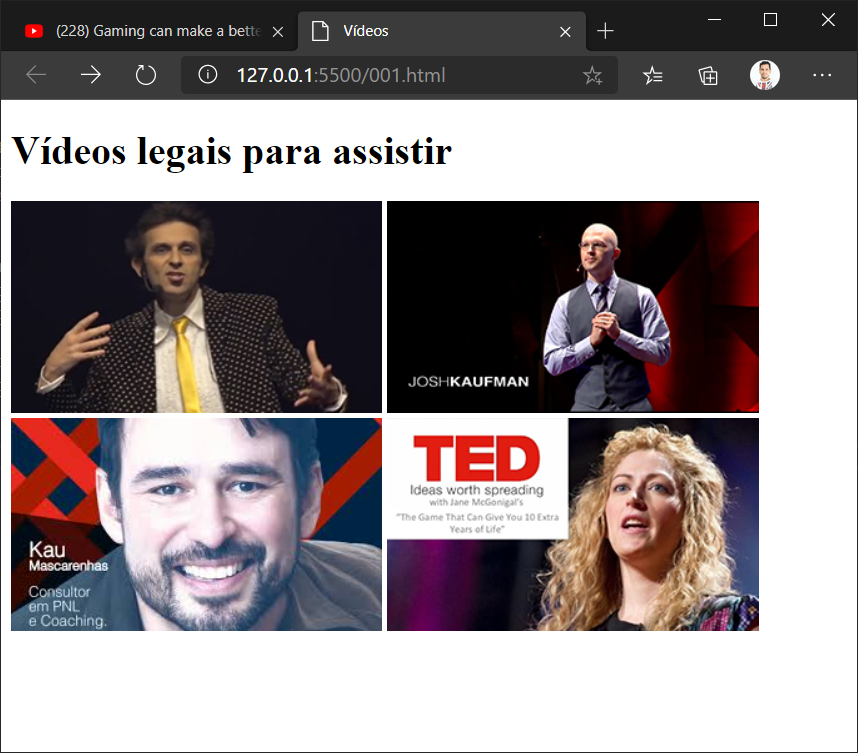 (228) Gaming can make a bette
Vídeos
127.0.0.1:5500/001.html
Vídeos legais para assistir
JOSHKAUFMAN
Kau
Mascarenhas
Consultor
em PNL
e Coaching.
TED
Ideas worth spreading
with Jane McGonigal's
"The Game That Can Give You 10 Extra
Years of Life"